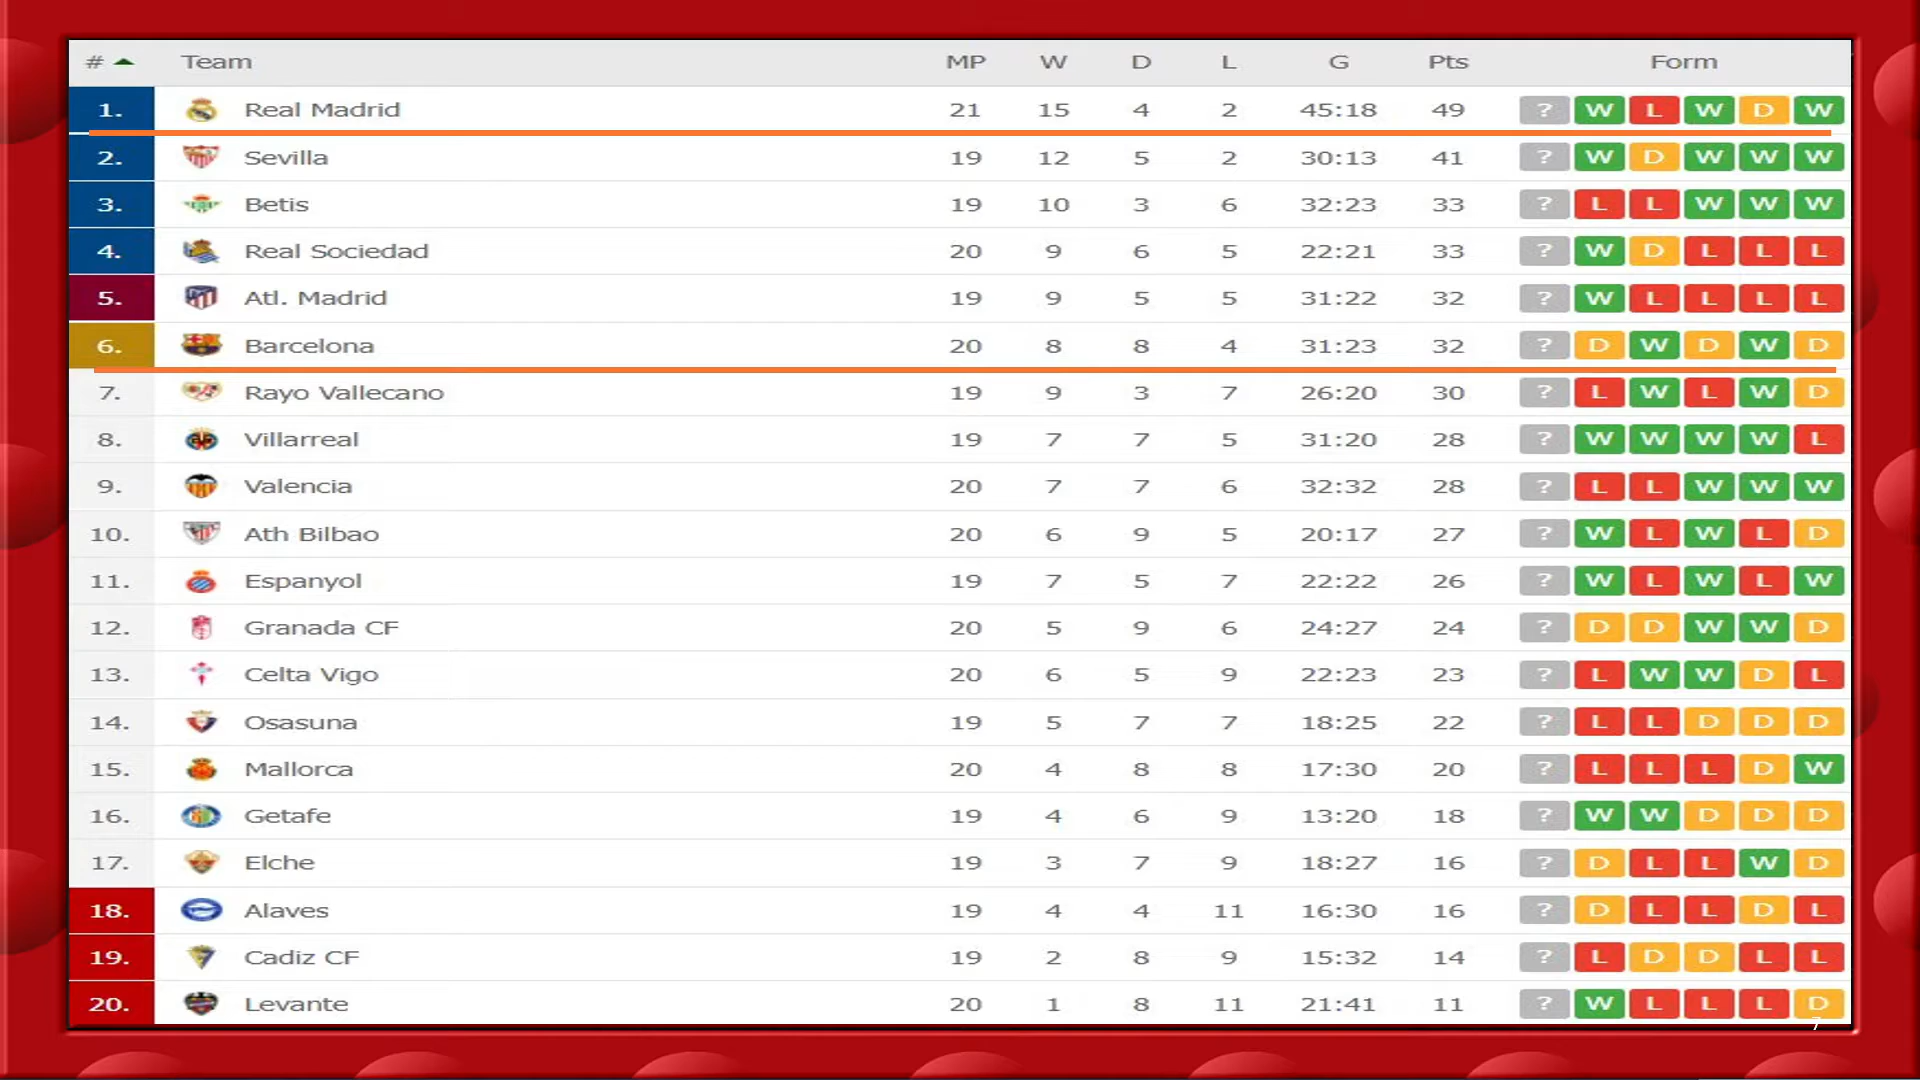 # Team MP W D L G Pts Form
1. Real Madrid 21 15 4 2 45:18 49 ? W L W D W
2. Sevilla 19 12 5 2 30:13 41 ? W D W W W
3. Betis 19 10 3 6 32:23 33 ? L L W W W
4. Real Sociedad 20 9 6 5 22:21 33 ? W D L L L
5. Atl. Madrid 19 9 5 5 31:22 32 ? W L L L L
6. Barcelona 20 8 8 4 31:23 32 ? D W D W D
7. Rayo Vallecano 19 9 3 7 26:20 30 ? L W L W D
8. Villarreal 19 7 7 5 31:20 28 ? W W W W L
9. Valencia 20 7 7 6 32:32 28 ? L L W W W
10. Ath Bilbao 20 6 9 5 20:17 27 ? W L W L D
11. Espanyol 19 7 5 7 22:22 26 ? W L W L W
12. Granada CF 20 5 9 6 24:27 24 ? D D W W D
13. Celta Vigo 20 6 5 9 22:23 23 ? L W W D L
14. Osasuna 19 5 7 7 18:25 22 ? L L D D D
15. Mallorca 20 4 8 8 17:30 20 ? L L L D W
16. Getafe 19 4 6 9 13:20 18 ? W W D D D
17. Elche 19 3 7 9 18:27 16 ? D L L W D
18. Alaves 19 4 4 11 16:30 16 ? D L L D L
19. Cadiz CF 19 2 8 9 15:32 14 ? L D D L L
20. Levante 20 1 8 11 21:41 11 ? W L L L D
7